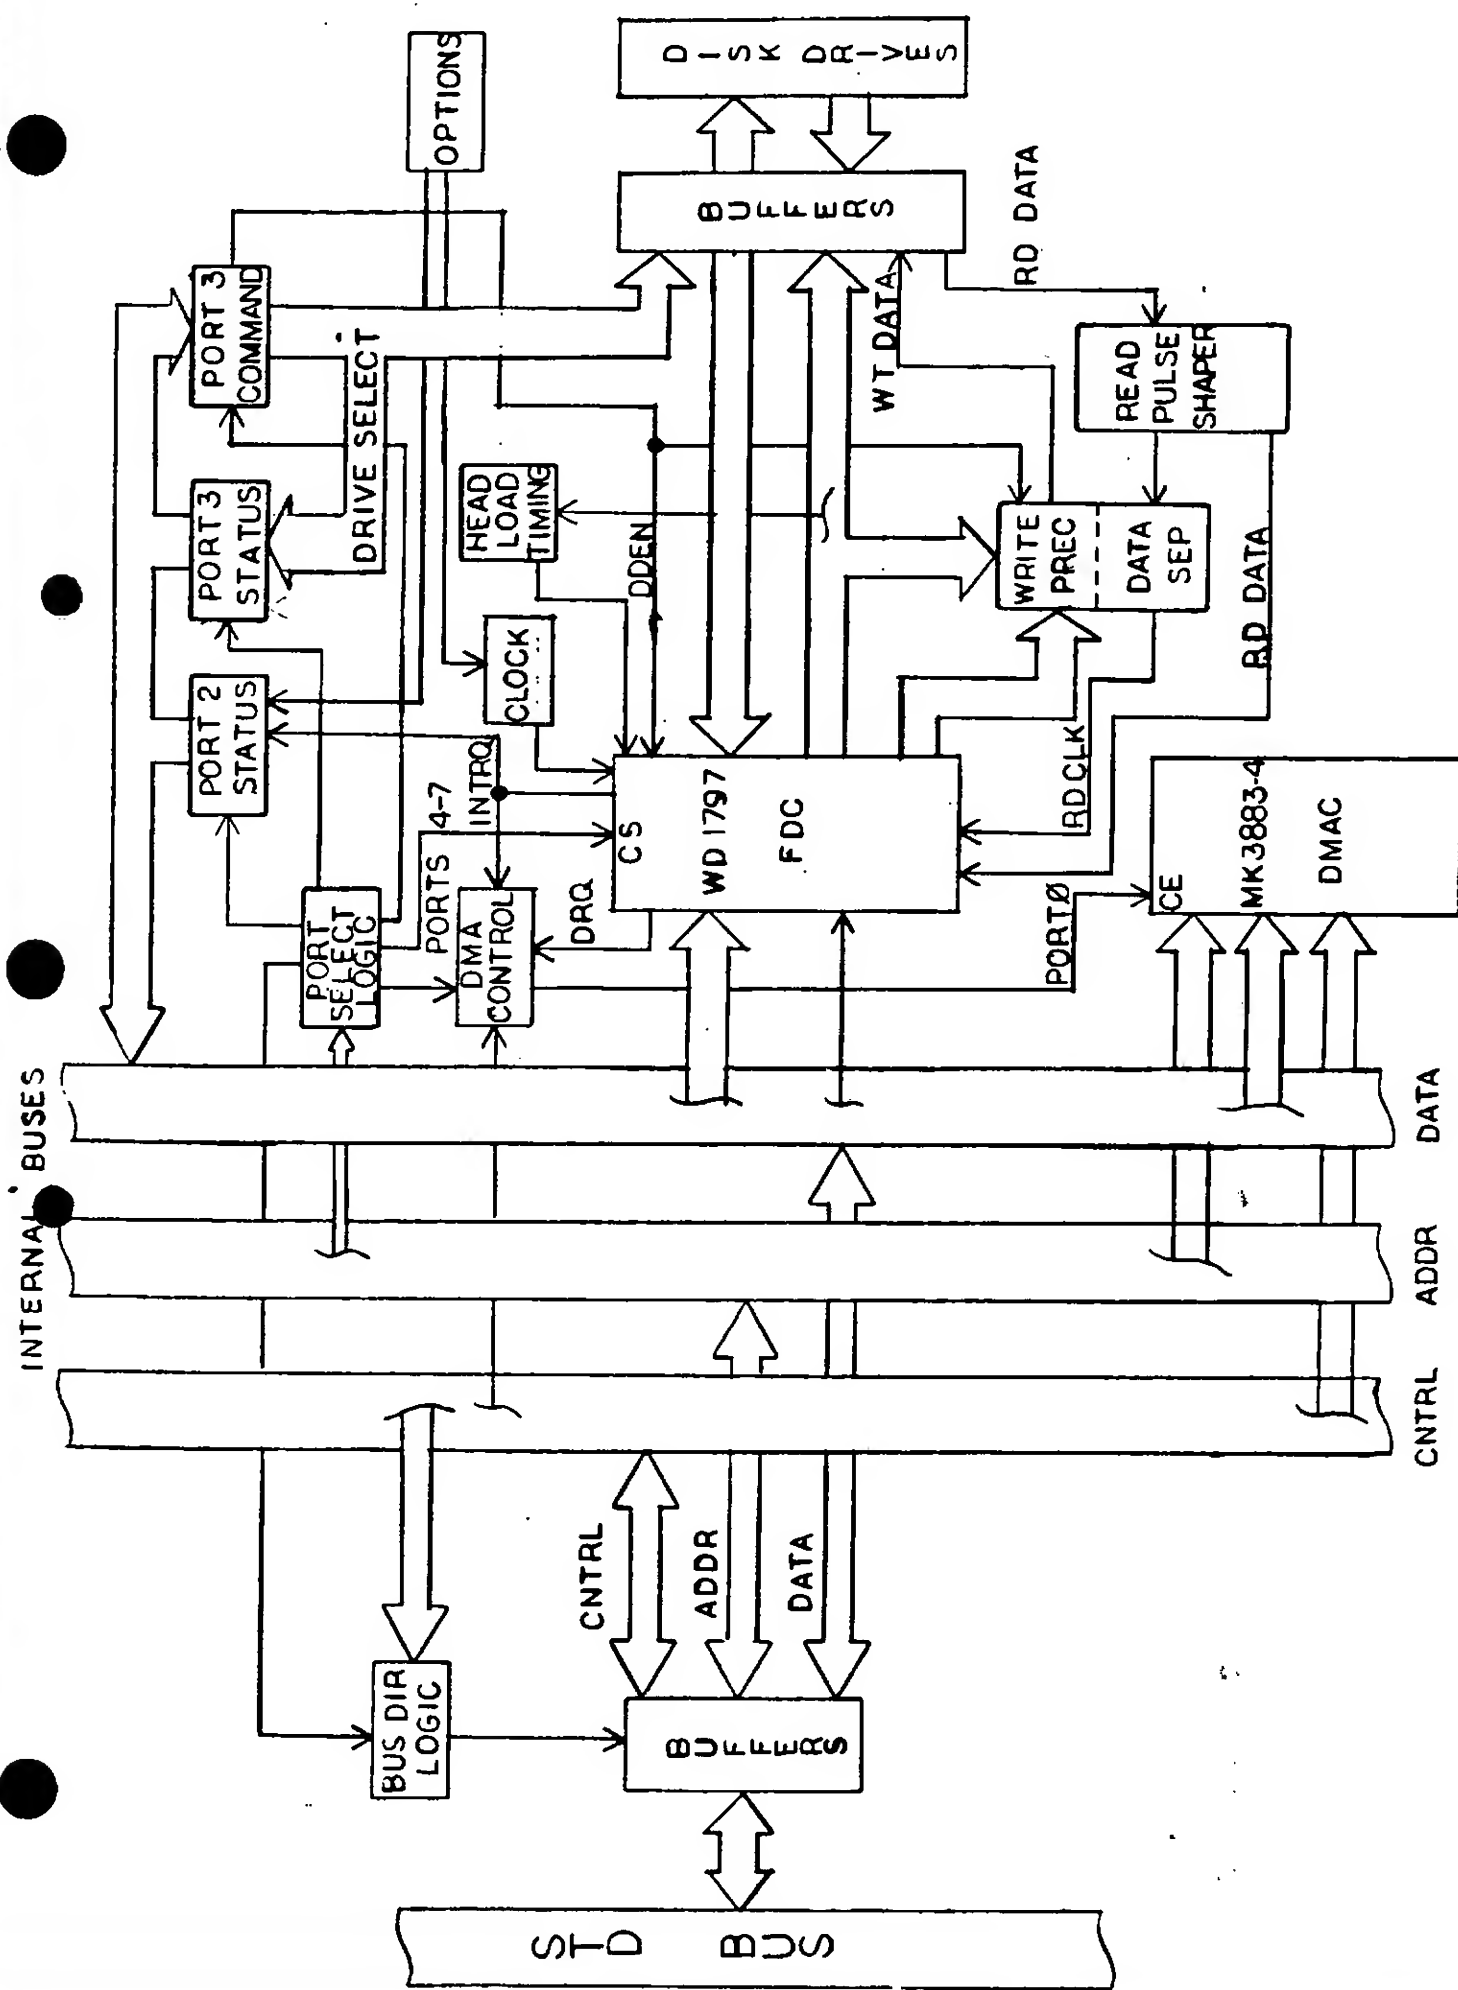 INTERNAL BUSES
PORT 2
STATUS
PORT 3
STATUS
PORT 3
COMMAND
OPTIONS
PORT
SELECT
LOGIC
DRIVE SELECT
PORTS 4-7
INTRQ
CLOCK
HEAD
LOAD
TIMING
DMA
CONTROL
DRQ
DDEN
BUS DIR
LOGIC
CNTRL
ADDR
DATA
STD BUS
BUFFERS
CS
WD 1797
FDC
BUFFERS
DISK DRIVES
WT DATA
RD DATA
WRITE
PREC
DATA
SEP
READ
PULSE
SHAPER
RDCLK
RD DATA
PORTØ
CE
MK3883-4
DMAC
CNTRL
ADDR
DATA